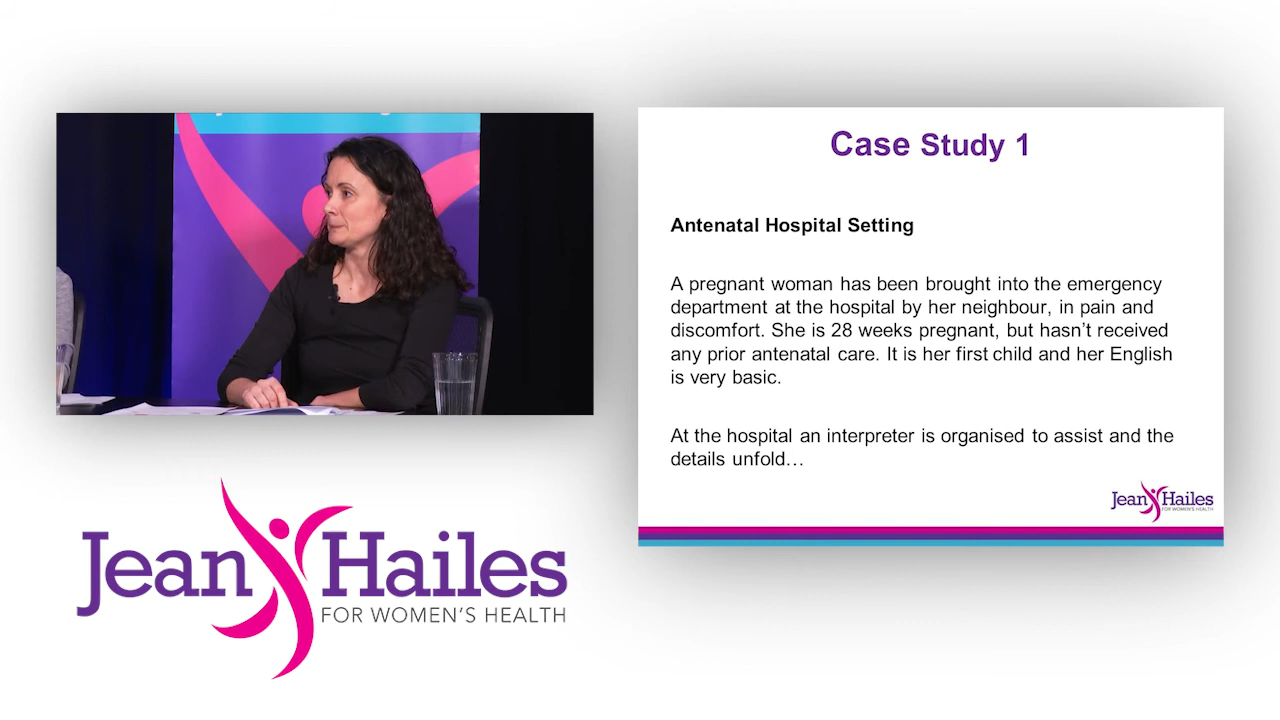 Case Study 1
Antenatal Hospital Setting
A pregnant woman has been brought into the emergency
department at the hospital by her neighbour, in pain and
discomfort. She is 28 weeks pregnant, but hasn’t received
any prior antenatal care. It is her first child and her English
is very basic.
At the hospital an interpreter is organised to assist and the
details unfold…
Jean Hailes
FOR WOMEN'S HEALTH
Jean Hailes
FOR WOMEN'S HEALTH